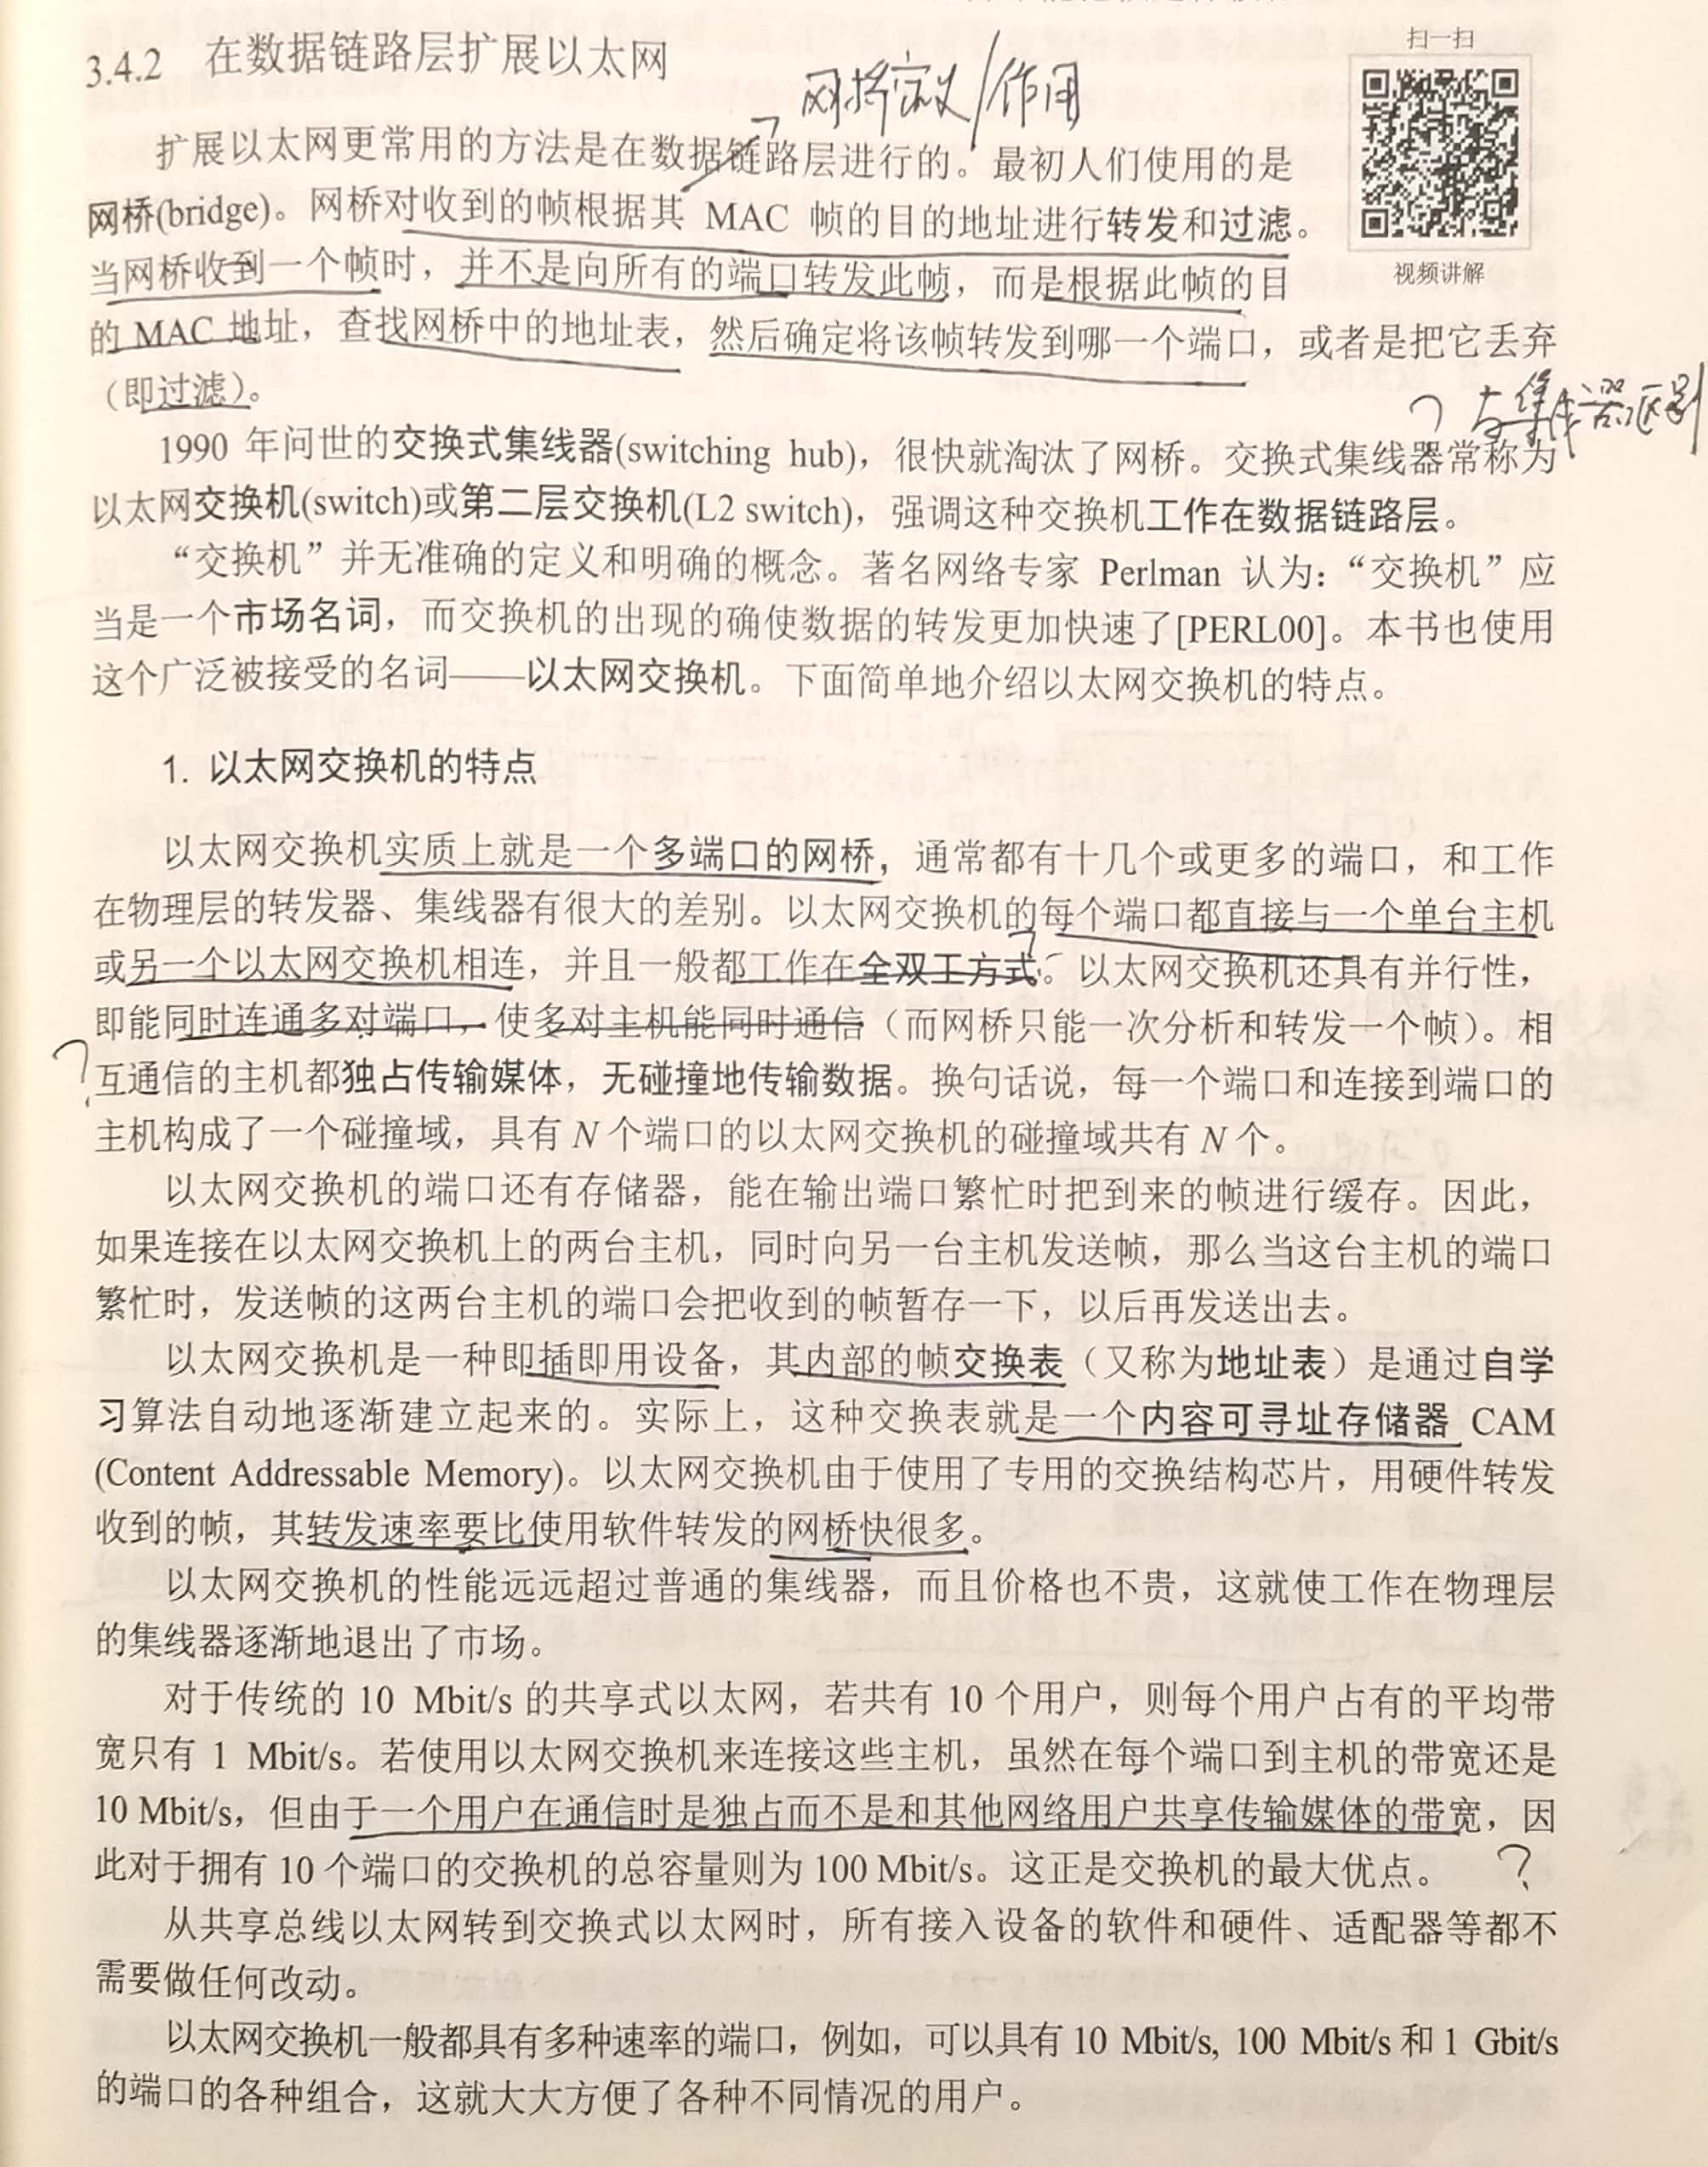 扫一扫
3.4.2 在数据链路层扩展以太网
网桥定义/作用
视频讲解
扩展以太网更常用的方法是在数据链路层进行的。最初人们使用的是
网桥(bridge)。网桥对收到的帧根据其 MAC 帧的目的地址进行转发和过滤。
当网桥收到一个帧时，并不是向所有的端口转发此帧，而是根据此帧的目
的 MAC 地址，查找网桥中的地址表，然后确定将该帧转发到哪一个端口，或者是把它丢弃
（即过滤）。
与集线器区别
1990 年问世的交换式集线器(switching hub)，很快就淘汰了网桥。交换式集线器常称为
以太网交换机(switch)或第二层交换机(L2 switch)，强调这种交换机工作在数据链路层。
“交换机”并无准确的定义和明确的概念。著名网络专家 Perlman 认为：“交换机”应
当是一个市场名词，而交换机的出现的确使数据的转发更加快速了[PERL00]。本书也使用
这个广泛被接受的名词——以太网交换机。下面简单地介绍以太网交换机的特点。
1. 以太网交换机的特点
以太网交换机实质上就是一个多端口的网桥，通常都有十几个或更多的端口，和工作
在物理层的转发器、集线器有很大的差别。以太网交换机的每个端口都直接与一个单台主机
或另一个以太网交换机相连，并且一般都工作在全双工方式。以太网交换机还具有并行性，
即能同时连通多对端口，使多对主机能同时通信（而网桥只能一次分析和转发一个帧）。相
?
互通信的主机都独占传输媒体，无碰撞地传输数据。换句话说，每一个端口和连接到端口的
主机构成了一个碰撞域，具有 N 个端口的以太网交换机的碰撞域共有 N 个。
以太网交换机的端口还有存储器，能在输出端口繁忙时把到来的帧进行缓存。因此，
如果连接在以太网交换机上的两台主机，同时向另一台主机发送帧，那么当这台主机的端口
繁忙时，发送帧的这两台主机的端口会把收到的帧暂存一下，以后再发送出去。
以太网交换机是一种即插即用设备，其内部的帧交换表（又称为地址表）是通过自学
习算法自动地逐渐建立起来的。实际上，这种交换表就是一个内容可寻址存储器 CAM
(Content Addressable Memory)。以太网交换机由于使用了专用的交换结构芯片，用硬件转发
收到的帧，其转发速率要比使用软件转发的网桥快很多。
以太网交换机的性能远远超过普通的集线器，而且价格也不贵，这就使工作在物理层
的集线器逐渐地退出了市场。
对于传统的 10 Mbit/s 的共享式以太网，若共有 10 个用户，则每个用户占有的平均带
宽只有 1 Mbit/s。若使用以太网交换机来连接这些主机，虽然在每个端口到主机的带宽还是
10 Mbit/s，但由于一个用户在通信时是独占而不是和其他网络用户共享传输媒体的带宽，因
此对于拥有 10 个端口的交换机的总容量则为 100 Mbit/s。这正是交换机的最大优点。 ?
从共享总线以太网转到交换式以太网时，所有接入设备的软件和硬件、适配器等都不
需要做任何改动。
以太网交换机一般都具有多种速率的端口，例如，可以具有 10 Mbit/s, 100 Mbit/s 和 1 Gbit/s
的端口的各种组合，这就大大方便了各种不同情况的用户。